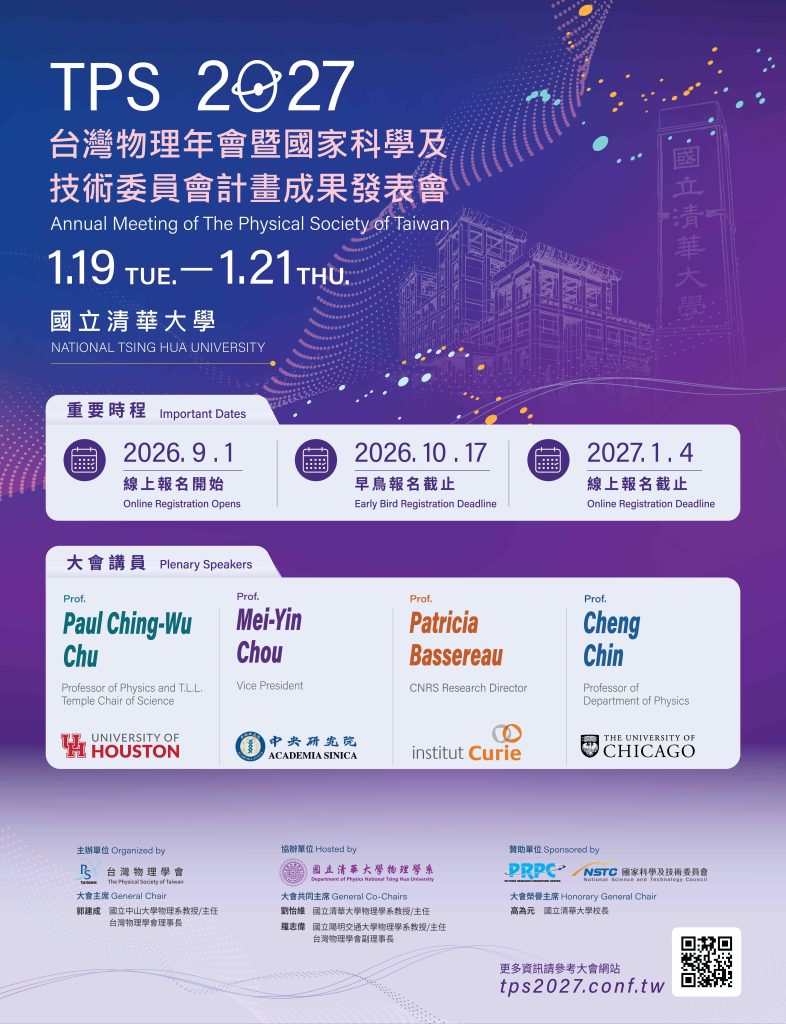 TPS 2027
台灣物理年會暨國家科學及
技術委員會計畫成果發表會
Annual Meeting of The Physical Society of Taiwan
1.19 TUE. — 1.21 THU.
國立清華大學
NATIONAL TSING HUA UNIVERSITY
國立清華大學
重要時程 Important Dates
2026. 9 . 1
線上報名開始
Online Registration Opens
2026. 10 . 17
早鳥報名截止
Early Bird Registration Deadline
2027. 1 . 4
線上報名截止
Online Registration Deadline
大會講員 Plenary Speakers
Prof.
Paul Ching-Wu
Chu
Professor of Physics and T.L.L.
Temple Chair of Science
UNIVERSITY OF
HOUSTON
Prof.
Mei-Yin
Chou
Vice President
中央研究院
ACADEMIA SINICA
Prof.
Patricia
Bassereau
CNRS Research Director
institut Curie
Prof.
Cheng
Chin
Professor of
Department of Physics
THE UNIVERSITY OF
CHICAGO
主辦單位 Organized by
PS
TAIWAN
台灣物理學會
The Physical Society of Taiwan
大會主席 General Chair
郭建成 國立中山大學物理系教授/主任
台灣物理學會理事長
協辦單位 Hosted by
國立清華大學物理學系
Department of Physics National Tsing Hua University
大會共同主席 General Co-Chairs
劉怡維 國立清華大學物理學系教授/主任
羅志偉 國立陽明交通大學物理學系教授/主任
台灣物理學會副理事長
贊助單位 Sponsored by
PRPC
NSTC 國家科學及技術委員會
National Science and Technology Council
大會榮譽主席 Honorary General Chair
高為元 國立清華大學校長
更多資訊請參考大會網站
tps2027.conf.tw